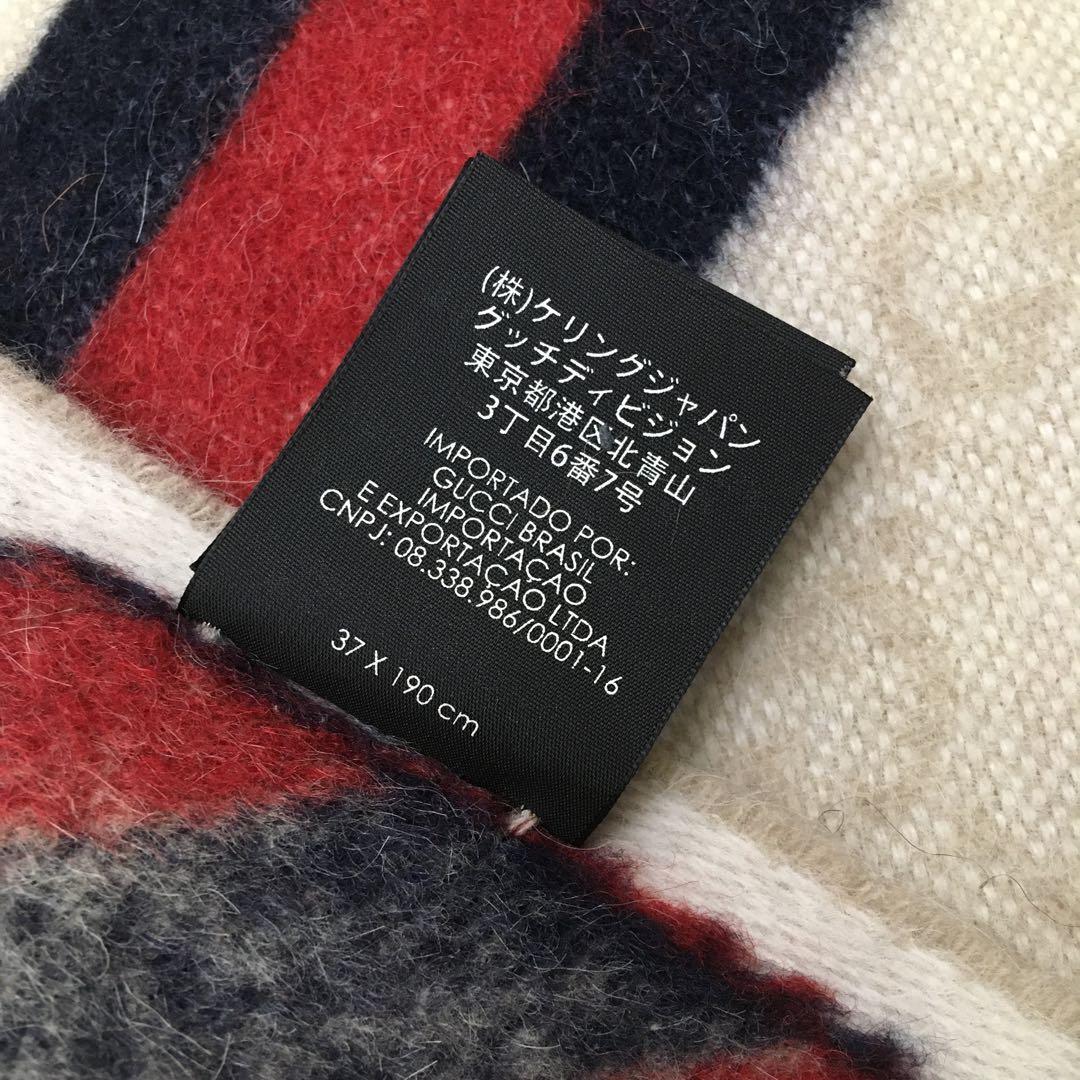 (株)ケリングジャパン
グッチディビジョン
東京都港区北青山
3丁目6番7号
IMPORTADO POR:
GUCCI BRASIL
IMPORTAÇAO
E EXPORTAÇAO LTDA
CNPJ: 08.338.986/0001-16
37 X 190 cm